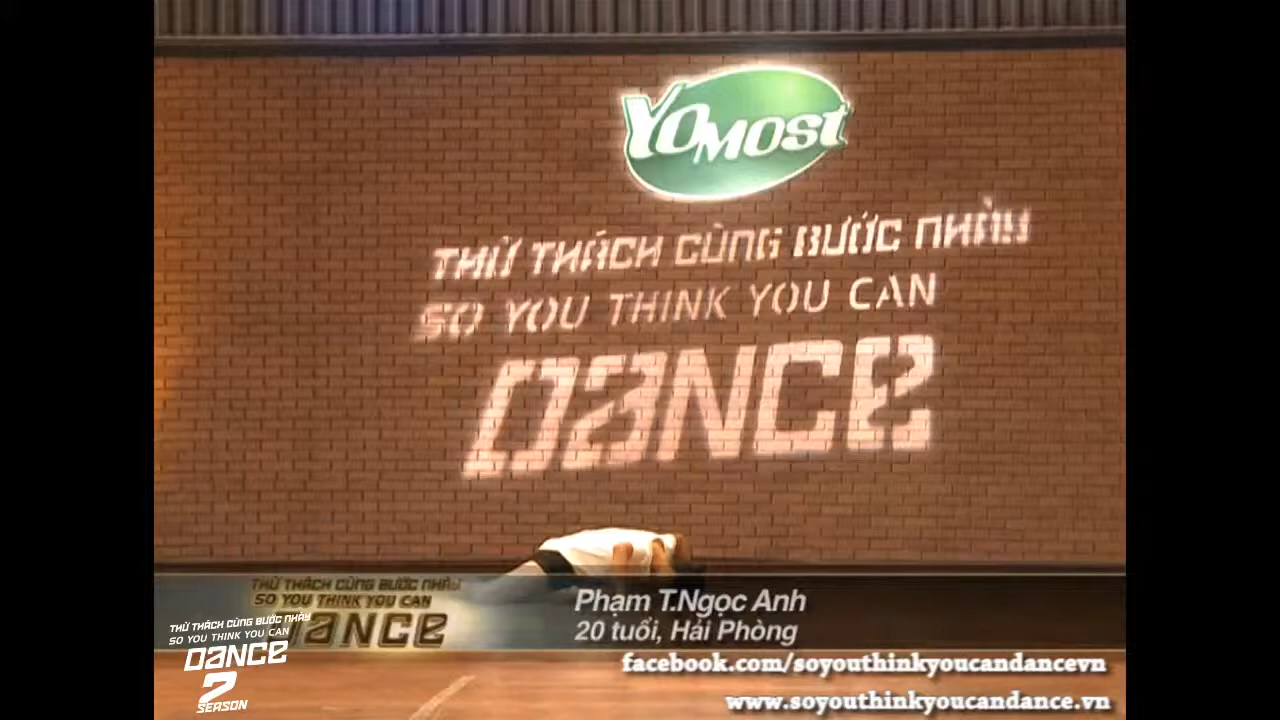 YOMOST
THỬ THÁCH CÙNG BƯỚC NHẢY
SO YOU THINK YOU CAN
DANCE
THỬ THÁCH CÙNG BƯỚC NHẢY
SO YOU THINK YOU CAN
DANCE
Phạm T.Ngọc Anh
20 tuổi, Hải Phòng
THỬ THÁCH CÙNG BƯỚC NHẢY
SO YOU THINK YOU CAN
DANCE
2
SEASON
facebook.com/soyouthinkyoucandancevn
www.soyouthinkyoucandance.vn